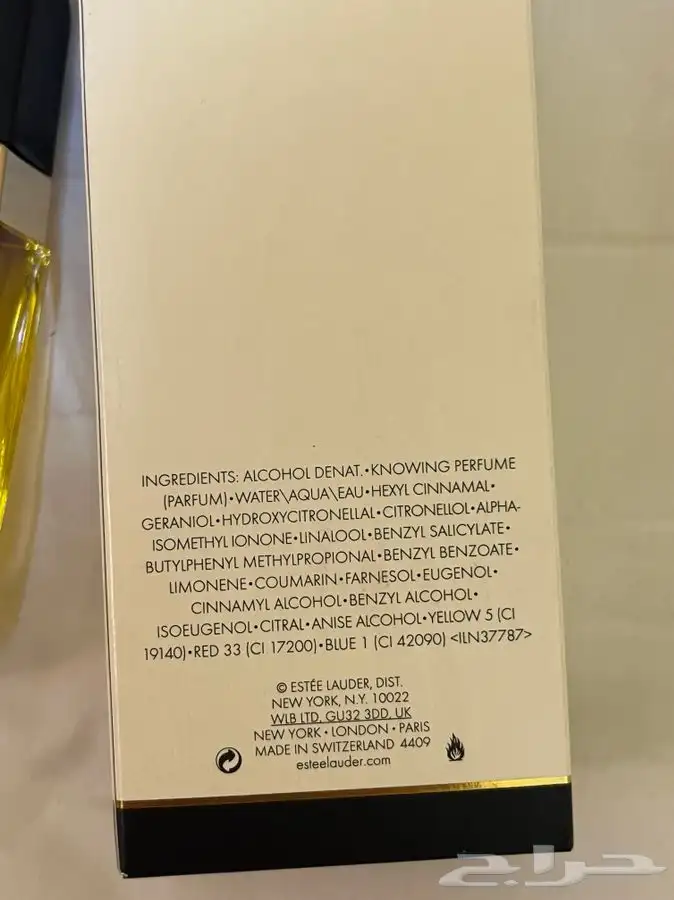 INGREDIENTS: ALCOHOL DENAT.•KNOWING PERFUME
(PARFUM)•WATER\AQUA\EAU•HEXYL CINNAMAL•
GERANIOL•HYDROXYCITRONELLAL•CITRONELLOL•ALPHA-
ISOMETHYL IONONE•LINALOOL•BENZYL SALICYLATE•
BUTYLPHENYL METHYLPROPIONAL•BENZYL BENZOATE•
LIMONENE•COUMARIN•FARNESOL•EUGENOL•
CINNAMYL ALCOHOL•BENZYL ALCOHOL•
ISOEUGENOL•CITRAL•ANISE ALCOHOL•YELLOW 5 (CI
19140)•RED 33 (CI 17200)•BLUE 1 (CI 42090) <ILN37787>
© ESTÉE LAUDER, DIST.
NEW YORK, N.Y. 10022
WLB LTD, GU32 3DD, UK
NEW YORK • LONDON • PARIS
MADE IN SWITZERLAND 4409
esteelauder.com
حراج